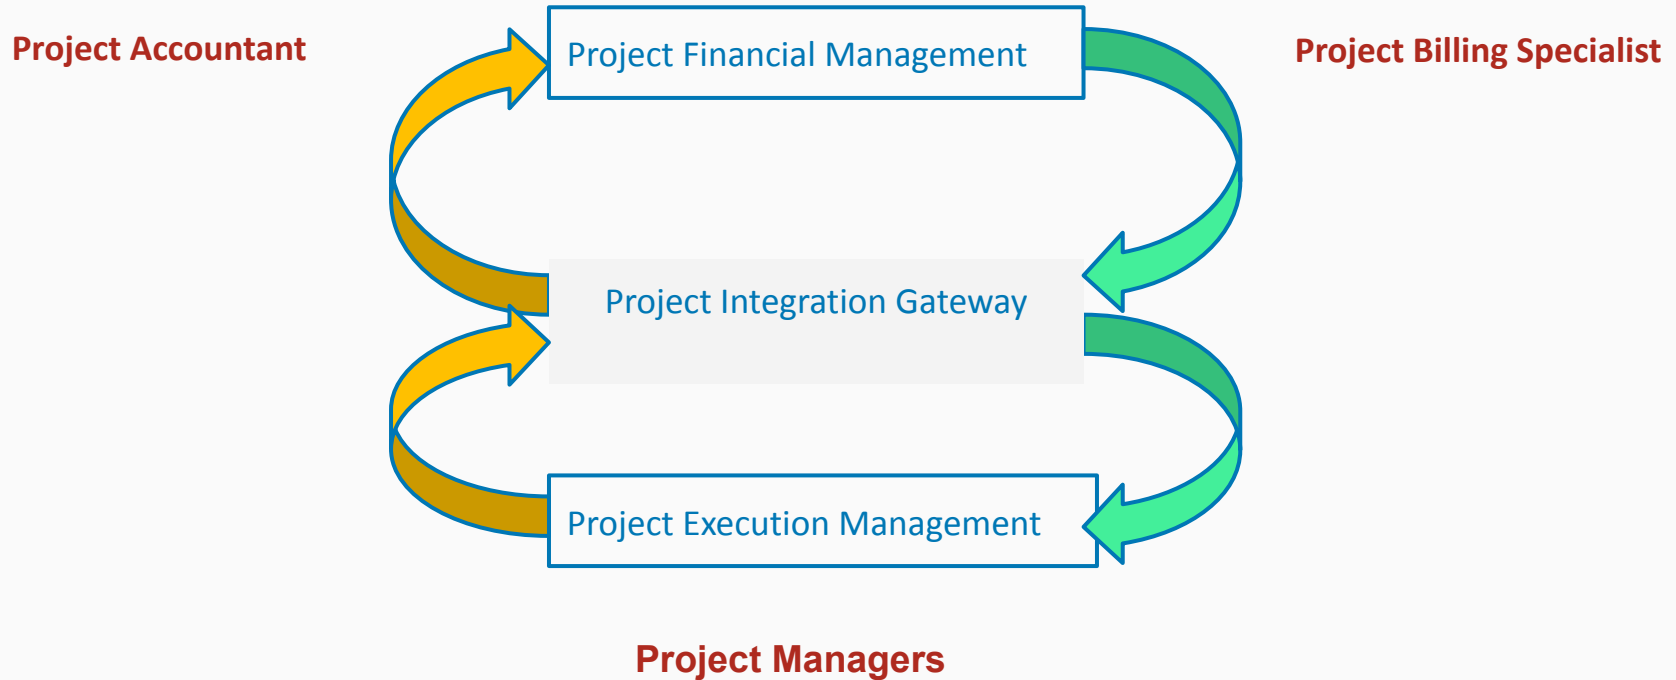 Project Accountant
Project Financial Management
Project Billing Specialist
Project Integration Gateway
Project Execution Management
Project Managers